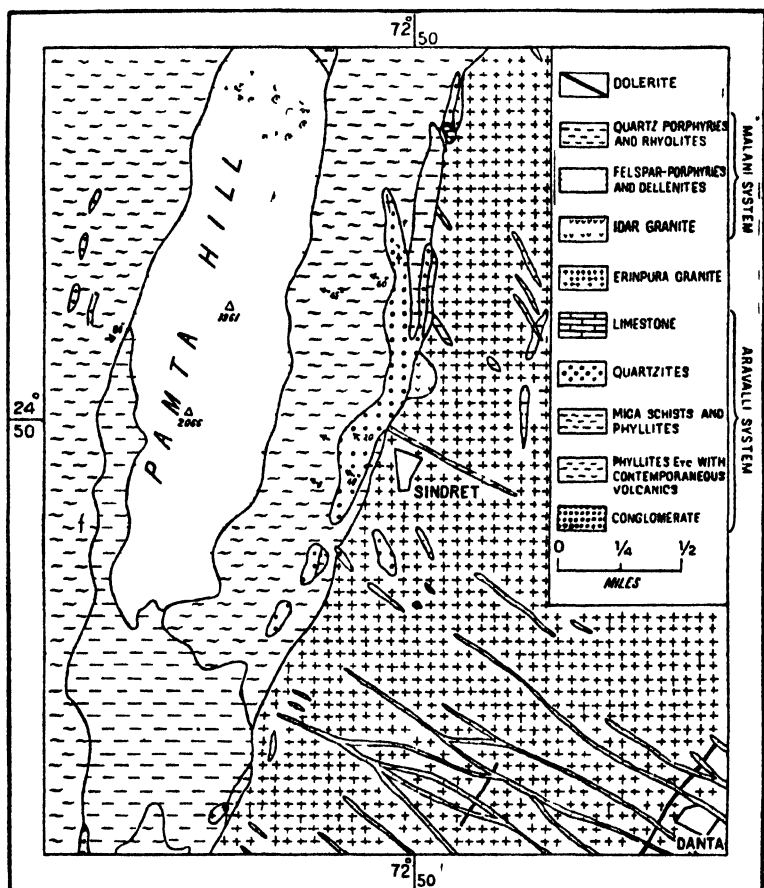 72°
50
DOLERITE
QUARTZ PORPHYRIES
AND RHYOLITES
FELSPAR-PORPHYRIES
AND DELLENITES
IDAR GRANITE
MALANI SYSTEM
ERINPURA GRANITE
LIMESTONE
QUARTZITES
MICA SCHISTS AND
PHYLLITES
PHYLLITES ETC WITH
CONTEMPORANEOUS
VOLCANICS
CONGLOMERATE
ARAVALLI SYSTEM
0 1/4 1/2
MILES
PAMTA HILL
2066
24°
50
20
SINDRET
f
DANTA
72°
50'